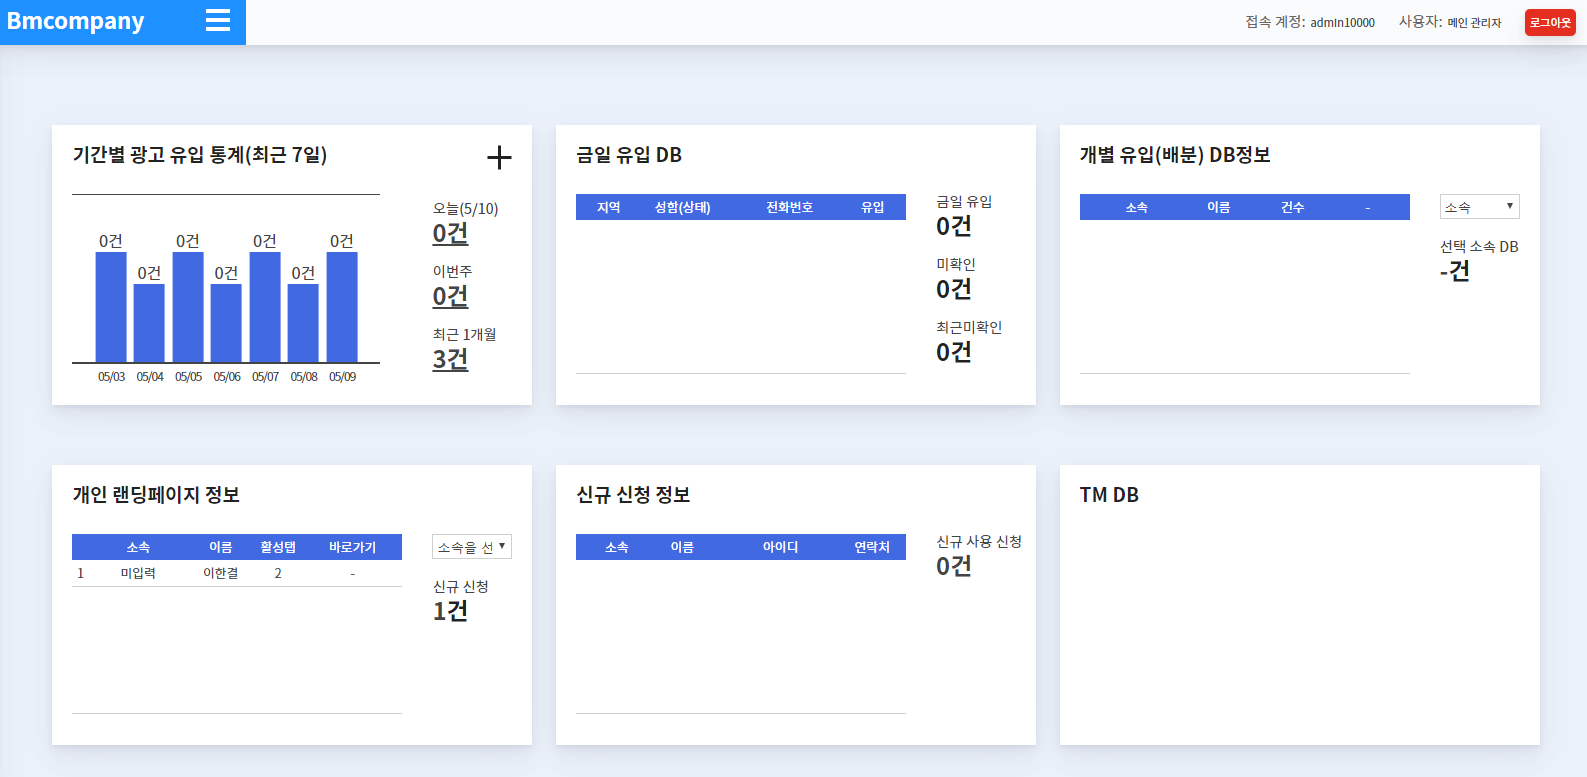 Bmcompany
접속 계정: admin10000 사용자: 메인 관리자 로그아웃
기간별 광고 유입 통계(최근 7일)
0건 0건 0건 0건 0건 0건 0건
05/03 05/04 05/05 05/06 05/07 05/08 05/09
오늘(5/10)
0건
이번주
0건
최근 1개월
3건
금일 유입 DB
지역 성함(상태) 전화번호 유입
금일 유입
0건
미확인
0건
최근미확인
0건
개별 유입(배분) DB정보
소속 이름 건수 -
소속
선택 소속 DB
-건
개인 랜딩페이지 정보
소속 이름 활성탭 바로가기
1 미입력 이한결 2 -
소속을 선
신규 신청
1건
신규 신청 정보
소속 이름 아이디 연락처
신규 사용 신청
0건
TM DB